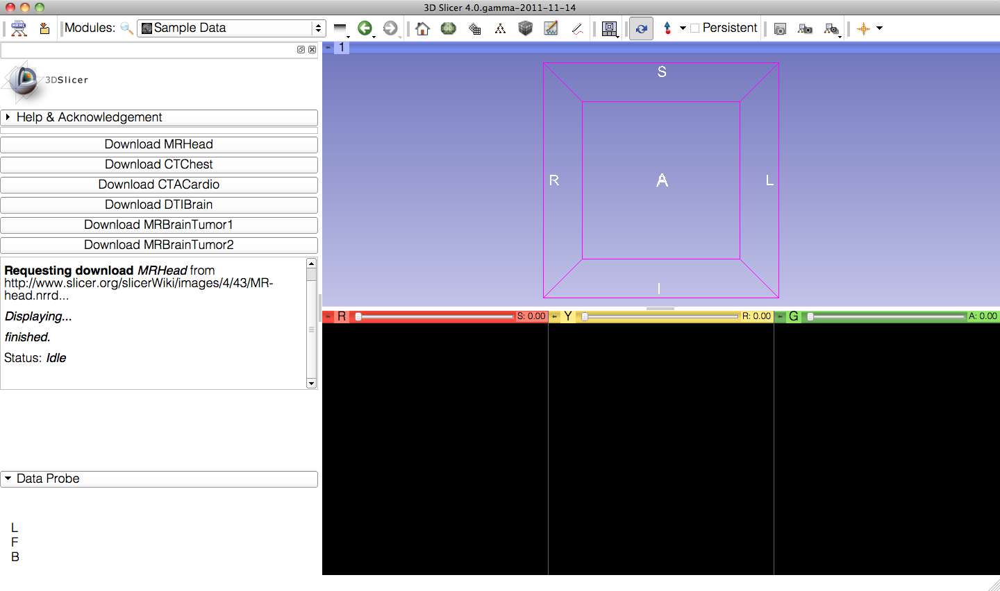 3D Slicer 4.0.gamma-2011-11-14
Modules: Sample Data Persistent
1
3DSlicer
Help & Acknowledgement
Download MRHead
Download CTChest
Download CTACardio
Download DTIBrain
Download MRBrainTumor1
Download MRBrainTumor2
Requesting download MRHead from
http://www.slicer.org/slicerWiki/images/4/43/MR-
head.nrrd...
Displaying...
finished.
Status: Idle
Data Probe
L
F
B
S
R A L
I
R S: 0.00 Y R: 0.00 G A: 0.00